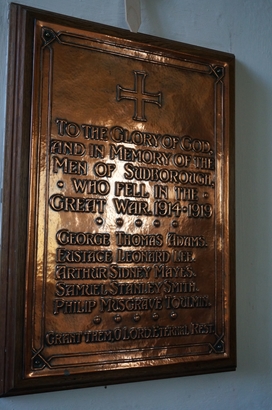 TO THE GLORY OF GOD,
AND IN MEMORY OF THE
MEN OF SUDBOROUGH,
· WHO FELL IN THE ·
GREAT WAR. 1914-1919
GEORGE THOMAS ADAMS.
EUSTACE LEONARD LEE.
ARTHUR SIDNEY MAYES.
SAMUEL STANLEY SMITH.
PHILIP MUSGRAVE TOULMIN.
GRANT THEM, O LORD, ETERNAL REST.